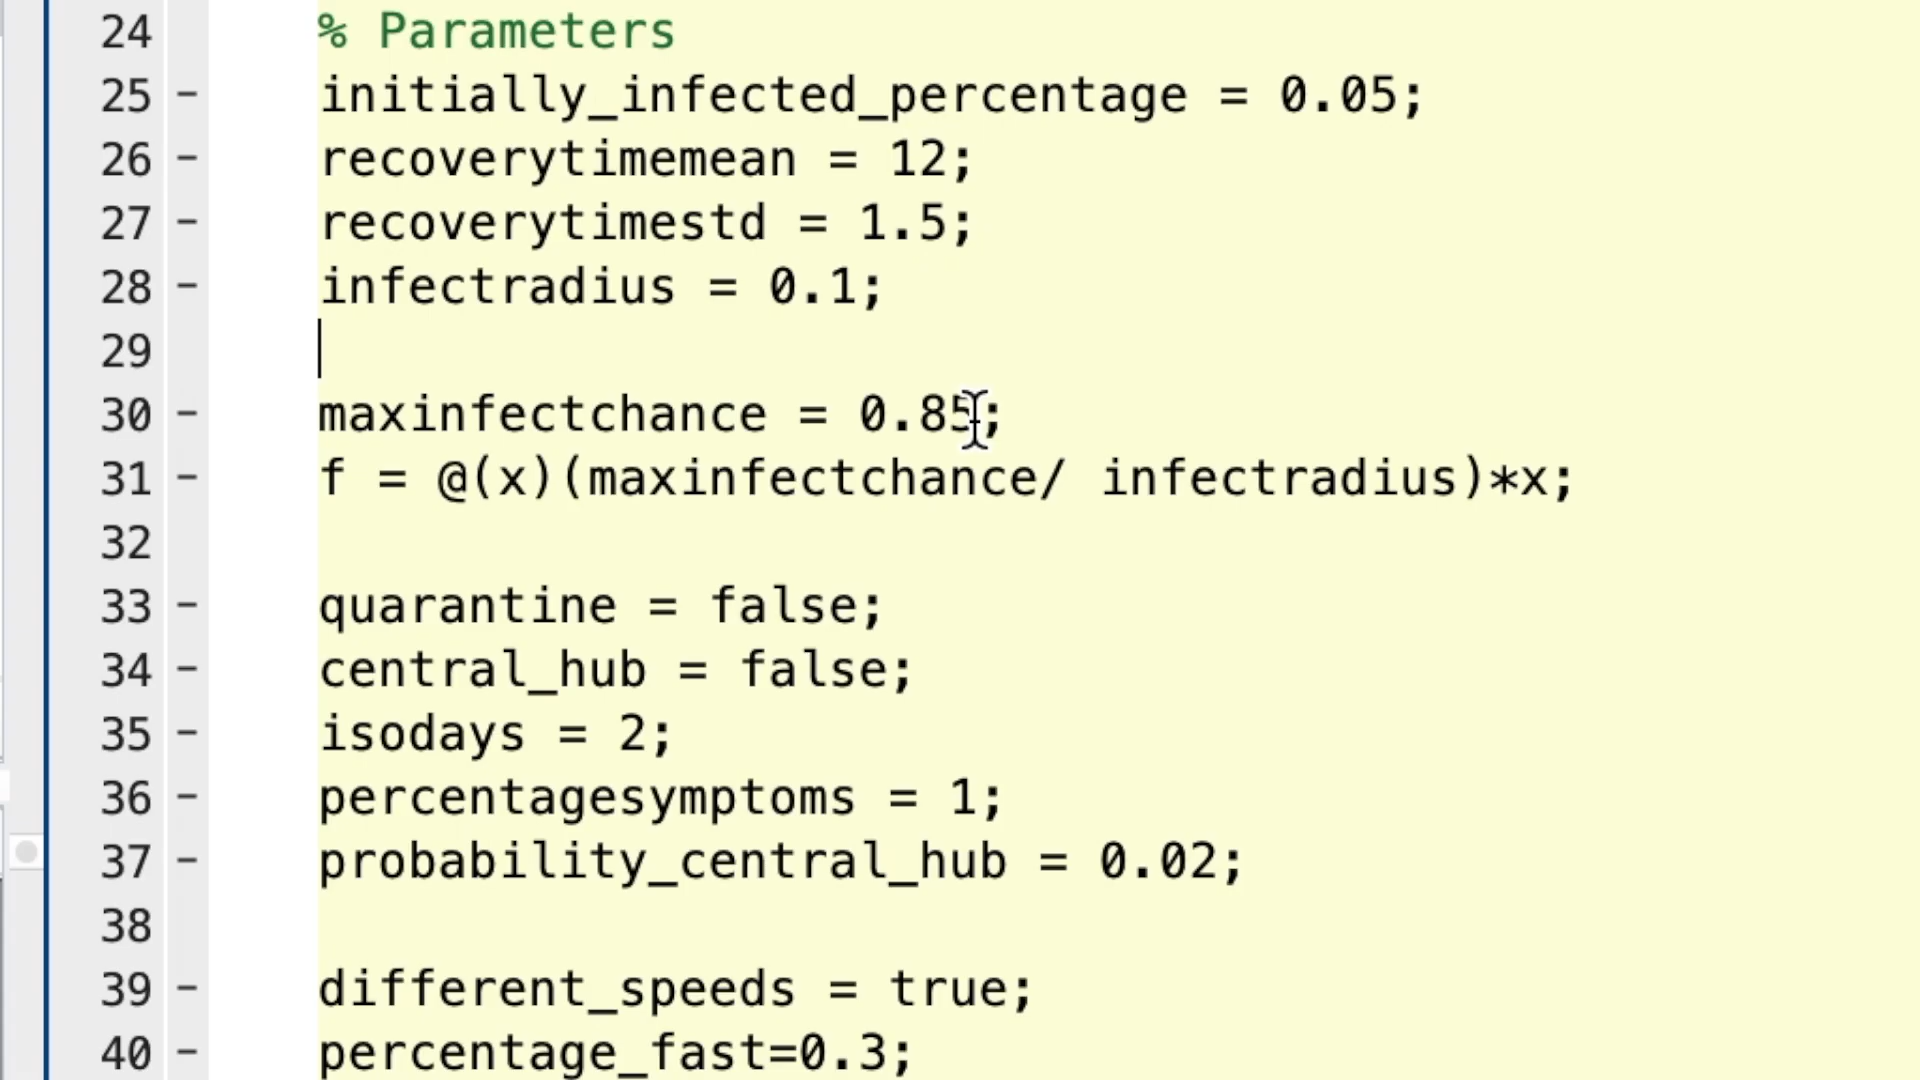 24 % Parameters
25 - initially_infected_percentage = 0.05;
26 - recoverytimemean = 12;
27 - recoverytimestd = 1.5;
28 - infectradius = 0.1;
29
30 - maxinfectchance = 0.85;
31 - f = @(x)(maxinfectchance/ infectradius)*x;
32
33 - quarantine = false;
34 - central_hub = false;
35 - isodays = 2;
36 - percentagesymptoms = 1;
37 - probability_central_hub = 0.02;
38
39 - different_speeds = true;
40 - percentage_fast=0.3;